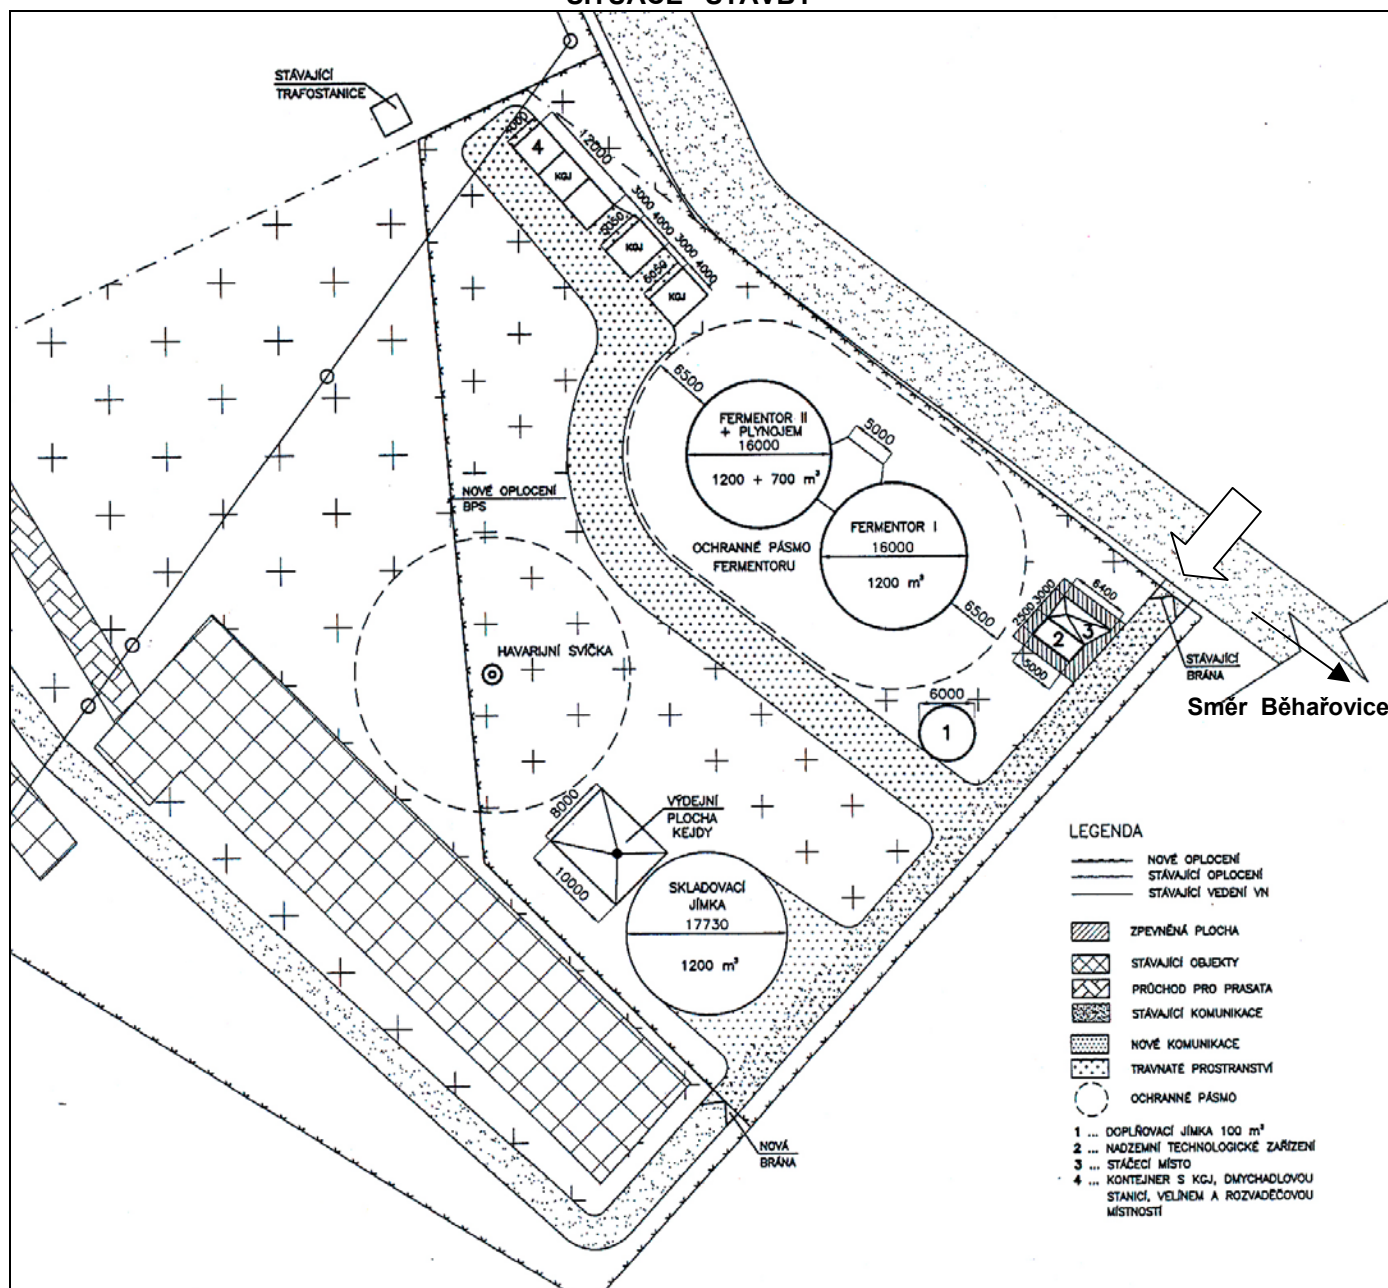 SITUACE STAVBY
STÁVAJÍCÍ
TRAFOSTANICE
4
KGJ
12000
3000 4000 3000 4000
6050
KGJ
6050
KGJ
6500
FERMENTOR II
+ PLYNOJEM
16000
1200 + 700 m³
5000
NOVÉ OPLOCENÍ
BPS
FERMENTOR I
16000
1200 m³
OCHRANNÉ PÁSMO
FERMENTORU
6500
2500 3000
6400
3
2
5000
STÁVAJÍCÍ
BRÁNA
Směr Běhařovice
HAVARIJNÍ SVÍČKA
6000
1
8000
10000
VÝDEJNÍ
PLOCHA
KEJDY
SKLADOVACÍ
JÍMKA
17730
1200 m³
NOVÁ
BRÁNA
LEGENDA
NOVÉ OPLOCENÍ
STÁVAJÍCÍ OPLOCENÍ
STÁVAJÍCÍ VEDENÍ VN
ZPEVNĚNÁ PLOCHA
STÁVAJÍCÍ OBJEKTY
PRŮCHOD PRO PRASATA
STÁVAJÍCÍ KOMUNIKACE
NOVÉ KOMUNIKACE
TRAVNATÉ PROSTRANSTVÍ
OCHRANNÉ PÁSMO
1 ... DOPLŇOVACÍ JÍMKA 100 m³
2 ... NADZEMNÍ TECHNOLOGICKÉ ZAŘÍZENÍ
3 ... STÁČECÍ MÍSTO
4 ... KONTEJNER S KGJ, DMYCHADLOVOU
STANICÍ, VELÍNEM A ROZVADĚČOVOU
MÍSTNOSTÍ